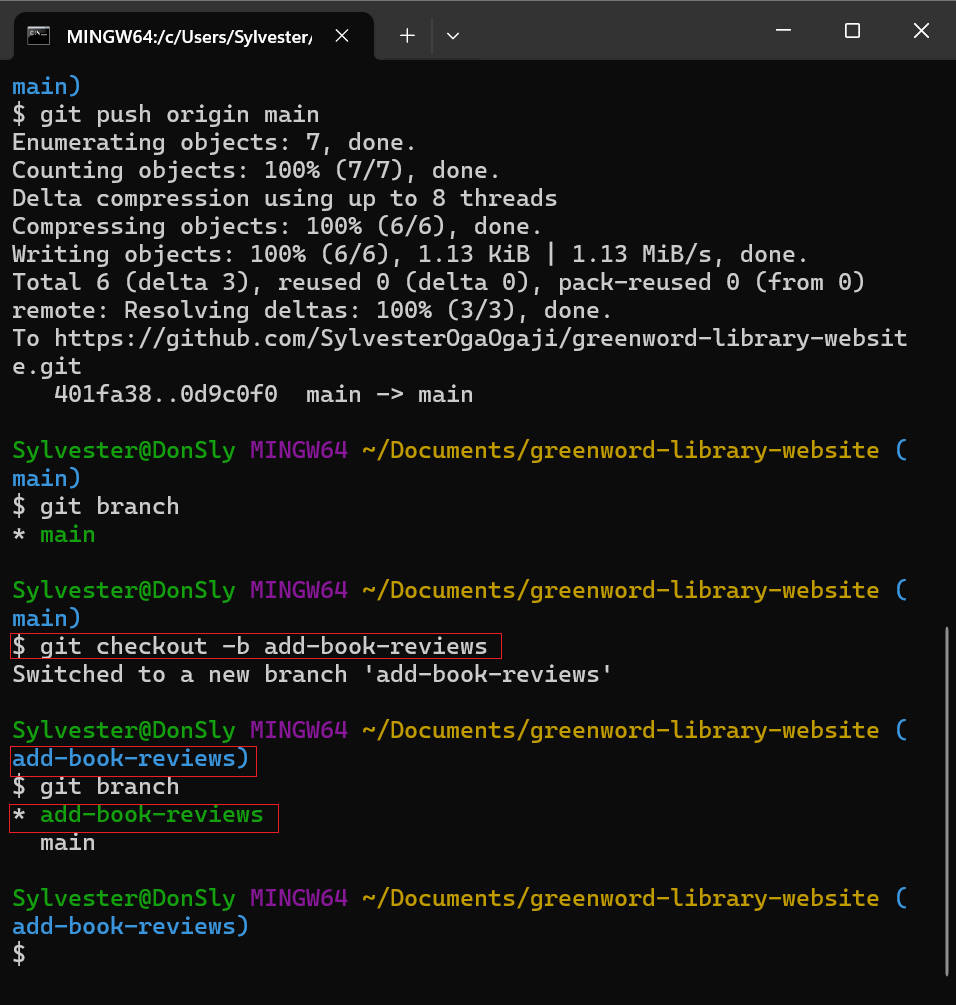 MINGW64:/c/Users/Sylvester/
main)
$ git push origin main
Enumerating objects: 7, done.
Counting objects: 100% (7/7), done.
Delta compression using up to 8 threads
Compressing objects: 100% (6/6), done.
Writing objects: 100% (6/6), 1.13 KiB | 1.13 MiB/s, done.
Total 6 (delta 3), reused 0 (delta 0), pack-reused 0 (from 0)
remote: Resolving deltas: 100% (3/3), done.
To https://github.com/SylvesterOgaOgaji/greenword-library-websit
e.git
   401fa38..0d9c0f0  main -> main
Sylvester@DonSly MINGW64 ~/Documents/greenword-library-website (
main)
$ git branch
* main
Sylvester@DonSly MINGW64 ~/Documents/greenword-library-website (
main)
$ git checkout -b add-book-reviews
Switched to a new branch 'add-book-reviews'
Sylvester@DonSly MINGW64 ~/Documents/greenword-library-website (
add-book-reviews)
$ git branch
* add-book-reviews
  main
Sylvester@DonSly MINGW64 ~/Documents/greenword-library-website (
add-book-reviews)
$